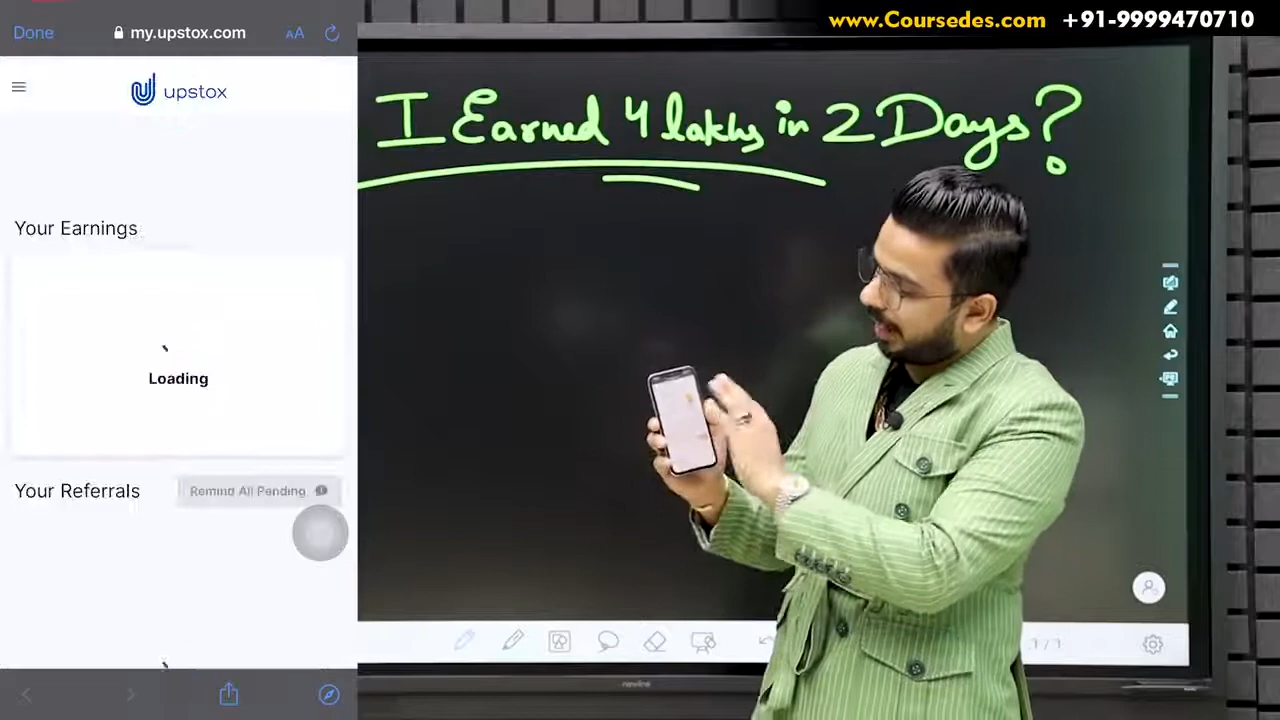 www.Coursedes.com +91-9999470710
Done my.upstox.com AA
upstox
I Earned 4 lakhs in 2 Days?
Your Earnings
Loading
Your Referrals Remind All Pending
newline